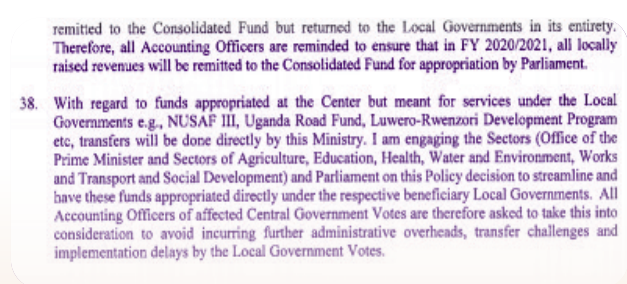 remitted to the Consolidated Fund but returned to the Local Governments in its entirety.
Therefore, all Accounting Officers are reminded to ensure that in FY 2020/2021, all locally
raised revenues will be remitted to the Consolidated Fund for appropriation by Parliament.
38. With regard to funds appropriated at the Center but meant for services under the Local
Governments e.g., NUSAF III, Uganda Road Fund, Luwero-Rwenzori Development Program
etc, transfers will be done directly by this Ministry. I am engaging the Sectors (Office of the
Prime Minister and Sectors of Agriculture, Education, Health, Water and Environment, Works
and Transport and Social Development) and Parliament on this Policy decision to streamline and
have these funds appropriated directly under the respective beneficiary Local Governments. All
Accounting Officers of affected Central Government Votes are therefore asked to take this into
consideration to avoid incurring further administrative overheads, transfer challenges and
implementation delays by the Local Government Votes.